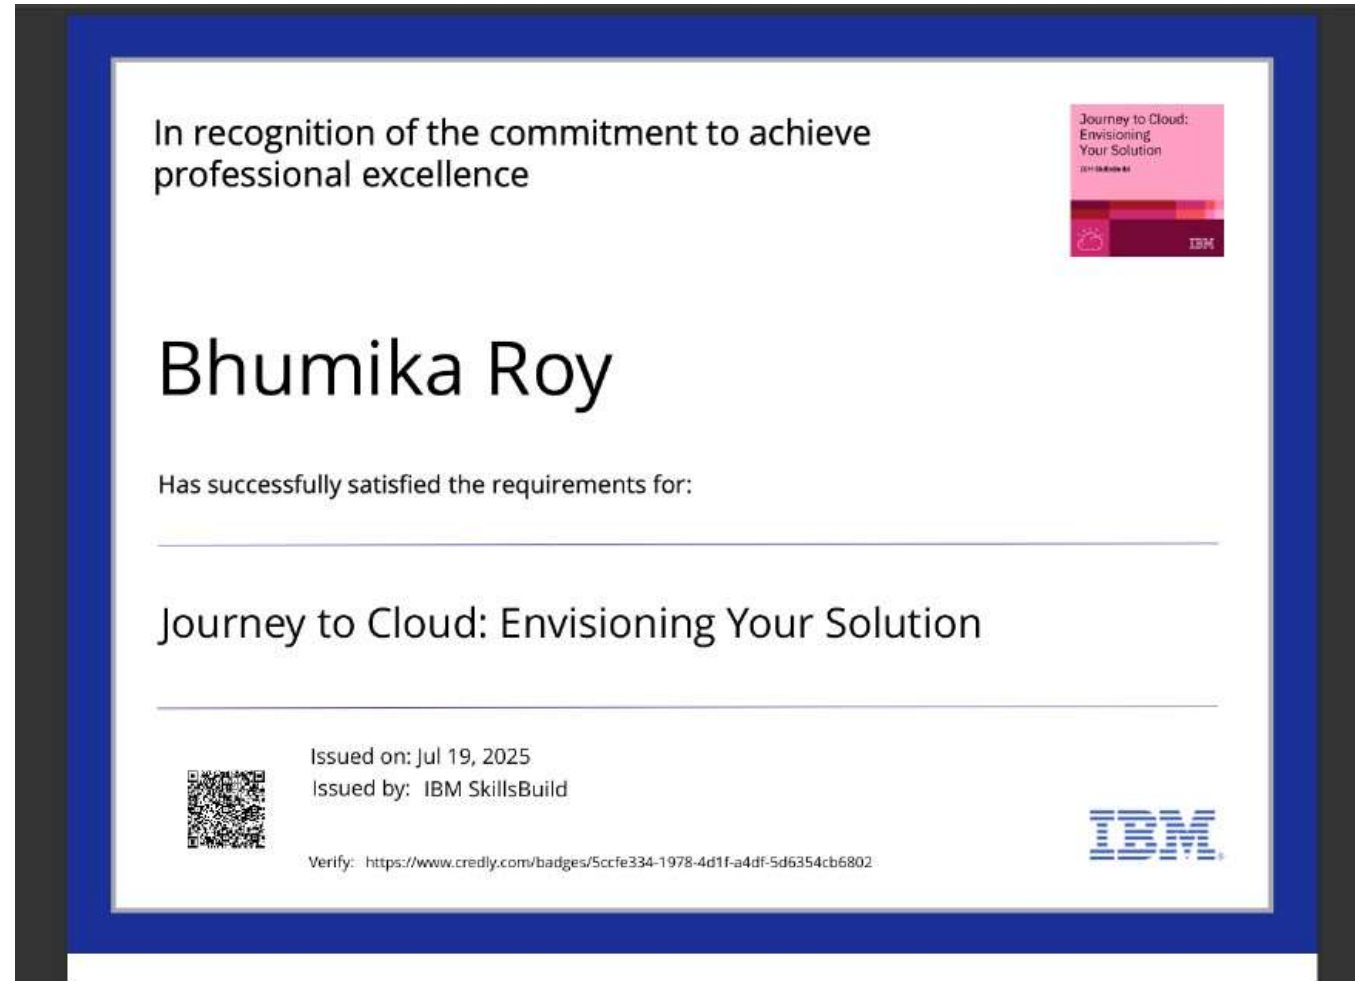 In recognition of the commitment to achieve
professional excellence
Journey to Cloud:
Envisioning
Your Solution
IBM SkillsBuild
IBM
Bhumika Roy
Has successfully satisfied the requirements for:
Journey to Cloud: Envisioning Your Solution
Issued on: Jul 19, 2025
Issued by: IBM SkillsBuild
Verify: https://www.credly.com/badges/5ccfe334-1978-4d1f-a4df-5d6354cb6802
IBM